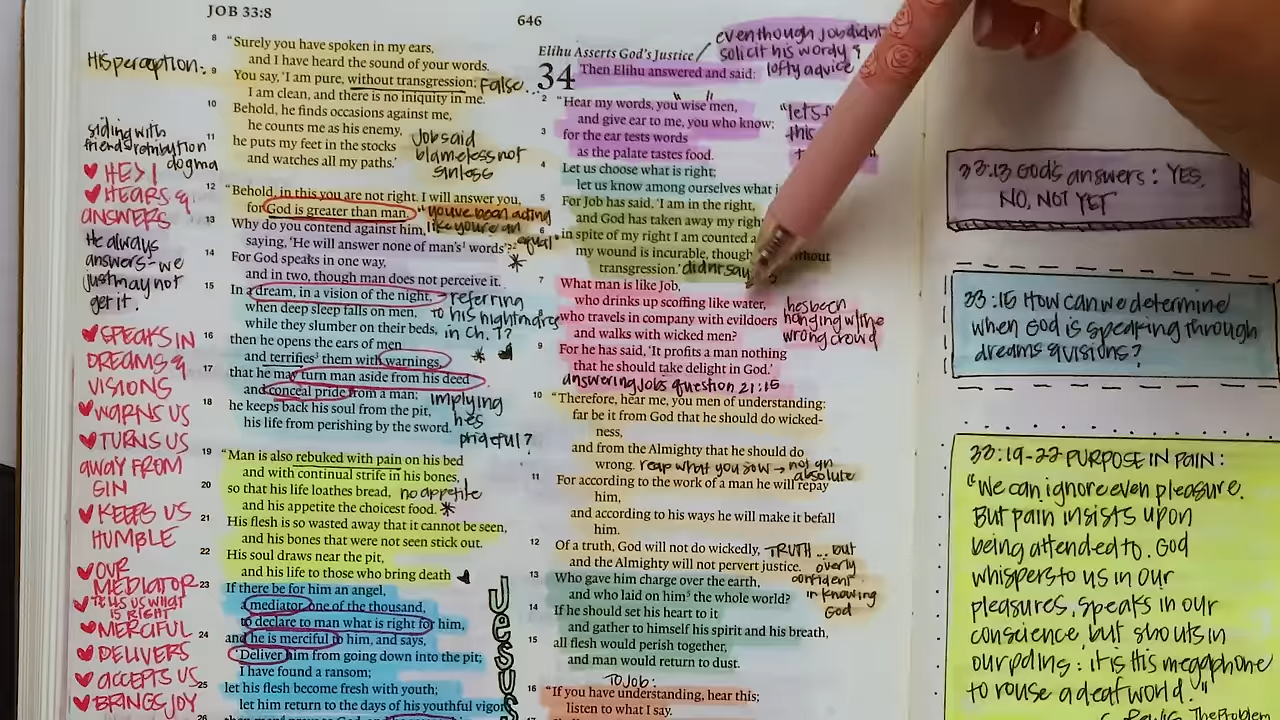 JOB 33:8
646
His perception:
8 “Surely you have spoken in my ears,
and I have heard the sound of your words.
9 You say, ‘I am pure, without transgression; False...
I am clean, and there is no iniquity in me.
10 Behold, he finds occasions against me,
he counts me as his enemy,
11 he puts my feet in the stocks
and watches all my paths.’
Job said
blameless not
sinless
siding with
friends retribution
dogma
12 “Behold, in this you are not right. I will answer you,
for God is greater than man.
"you've been acting
like you're an
equal"
13 Why do you contend against him,
saying, ‘He will answer none of man's words’?
14 For God speaks in one way,
and in two, though man does not perceive it.
15 In a dream, in a vision of the night,
when deep sleep falls on men,
while they slumber on their beds,
referring
to his nightmares
in Ch. 7?
16 then he opens the ears of men
and terrifies them with warnings,
17 that he may turn man aside from his deed
and conceal pride from a man;
18 he keeps back his soul from the pit,
his life from perishing by the sword.
implying
hes
prideful?
19 “Man is also rebuked with pain on his bed
and with continual strife in his bones,
20 so that his life loathes bread, no appetite
and his appetite the choicest food.
21 His flesh is so wasted away that it cannot be seen,
and his bones that were not seen stick out.
22 His soul draws near the pit,
and his life to those who bring death
23 If there be for him an angel,
mediator, one of the thousand,
to declare to man what is right for him,
24 and he is merciful to him, and says,
‘Deliver him from going down into the pit;
I have found a ransom;
25 let his flesh become fresh with youth;
let him return to the days of his youthful vigor
26
HE
HEARS &
ANSWERS
He always
answers - we
just may not
get it.
SPEAKS IN
DREAMS &
VISIONS
WARNS US
TURNS US
AWAY FROM
SIN
KEEPS US
HUMBLE
OUR
MEDIATOR
TELLS US WHAT
IS RIGHT
MERCIFUL
DELIVERS
ACCEPTS US
BRINGS JOY
Elihu Asserts God's Justice
even though job didnt
solicit his wordy &
lofty advice
34 Then Elihu answered and said:
2 “Hear my words, you wise men,
and give ear to me, you who know;
3 for the ear tests words
as the palate tastes food.
4 Let us choose what is right;
let us know among ourselves what
5 For Job has said, ‘I am in the right,
and God has taken away my
6 in spite of my right I am counted a
my wound is incurable, though
transgression.’ didnt say
7 What man is like Job,
who drinks up scoffing like water,
who travels in company with evildoers
and walks with wicked men?
hes been
hanging w/ the
wrong crowd
9 For he has said, ‘It profits a man nothing
that he should take delight in God.’
answering Jobs question 21:15
10 “Therefore, hear me, you men of understanding:
far be it from God that he should do wicked-
ness,
and from the Almighty that he should do
wrong. reap what you sow → not an
absolute
11 For according to the work of a man he will repay
him,
and according to his ways he will make it befall
him.
12 Of a truth, God will not do wickedly,
and the Almighty will not pervert justice.
TRUTH... but
overly
confident
in knowing
God
13 Who gave him charge over the earth,
and who laid on him the whole world?
14 If he should set his heart to it
and gather to himself his spirit and his breath,
15 all flesh would perish together,
and man would return to dust.
To Job:
16 “If you have understanding, hear this;
listen to what I say.
17
33:13 God's answers: YES,
NO, NOT YET
33:15 How can we determine
when God is speaking through
dreams & visions?
33:19-22 PURPOSE IN PAIN:
"We can ignore even pleasure.
But pain insists upon
being attended to. God
whispers to us in our
pleasures, speaks in our
conscience, but shouts in
our pains: it is His megaphone
to rouse a deaf world."
The Problem